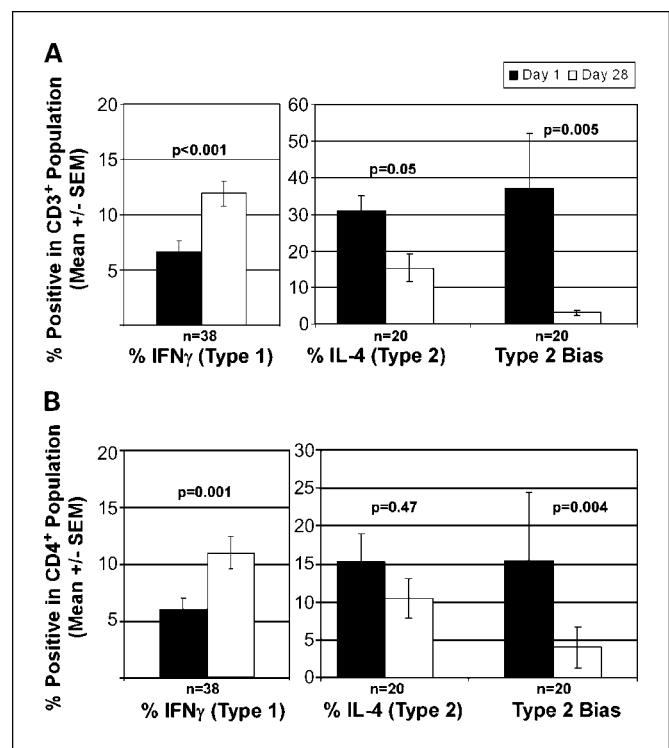 A
Day 1 Day 28
% Positive in CD3+ Population
(Mean +/- SEM)
20
15
10
5
p<0.001
n=38
% IFNγ (Type 1)
60
50
40
30
20
10
0
p=0.05
p=0.005
n=20 n=20
% IL-4 (Type 2) Type 2 Bias
B
% Positive in CD4+ Population
(Mean +/- SEM)
20
15
10
5
p=0.001
n=38
% IFNγ (Type 1)
30
25
20
15
10
5
0
p=0.47
p=0.004
n=20 n=20
% IL-4 (Type 2) Type 2 Bias